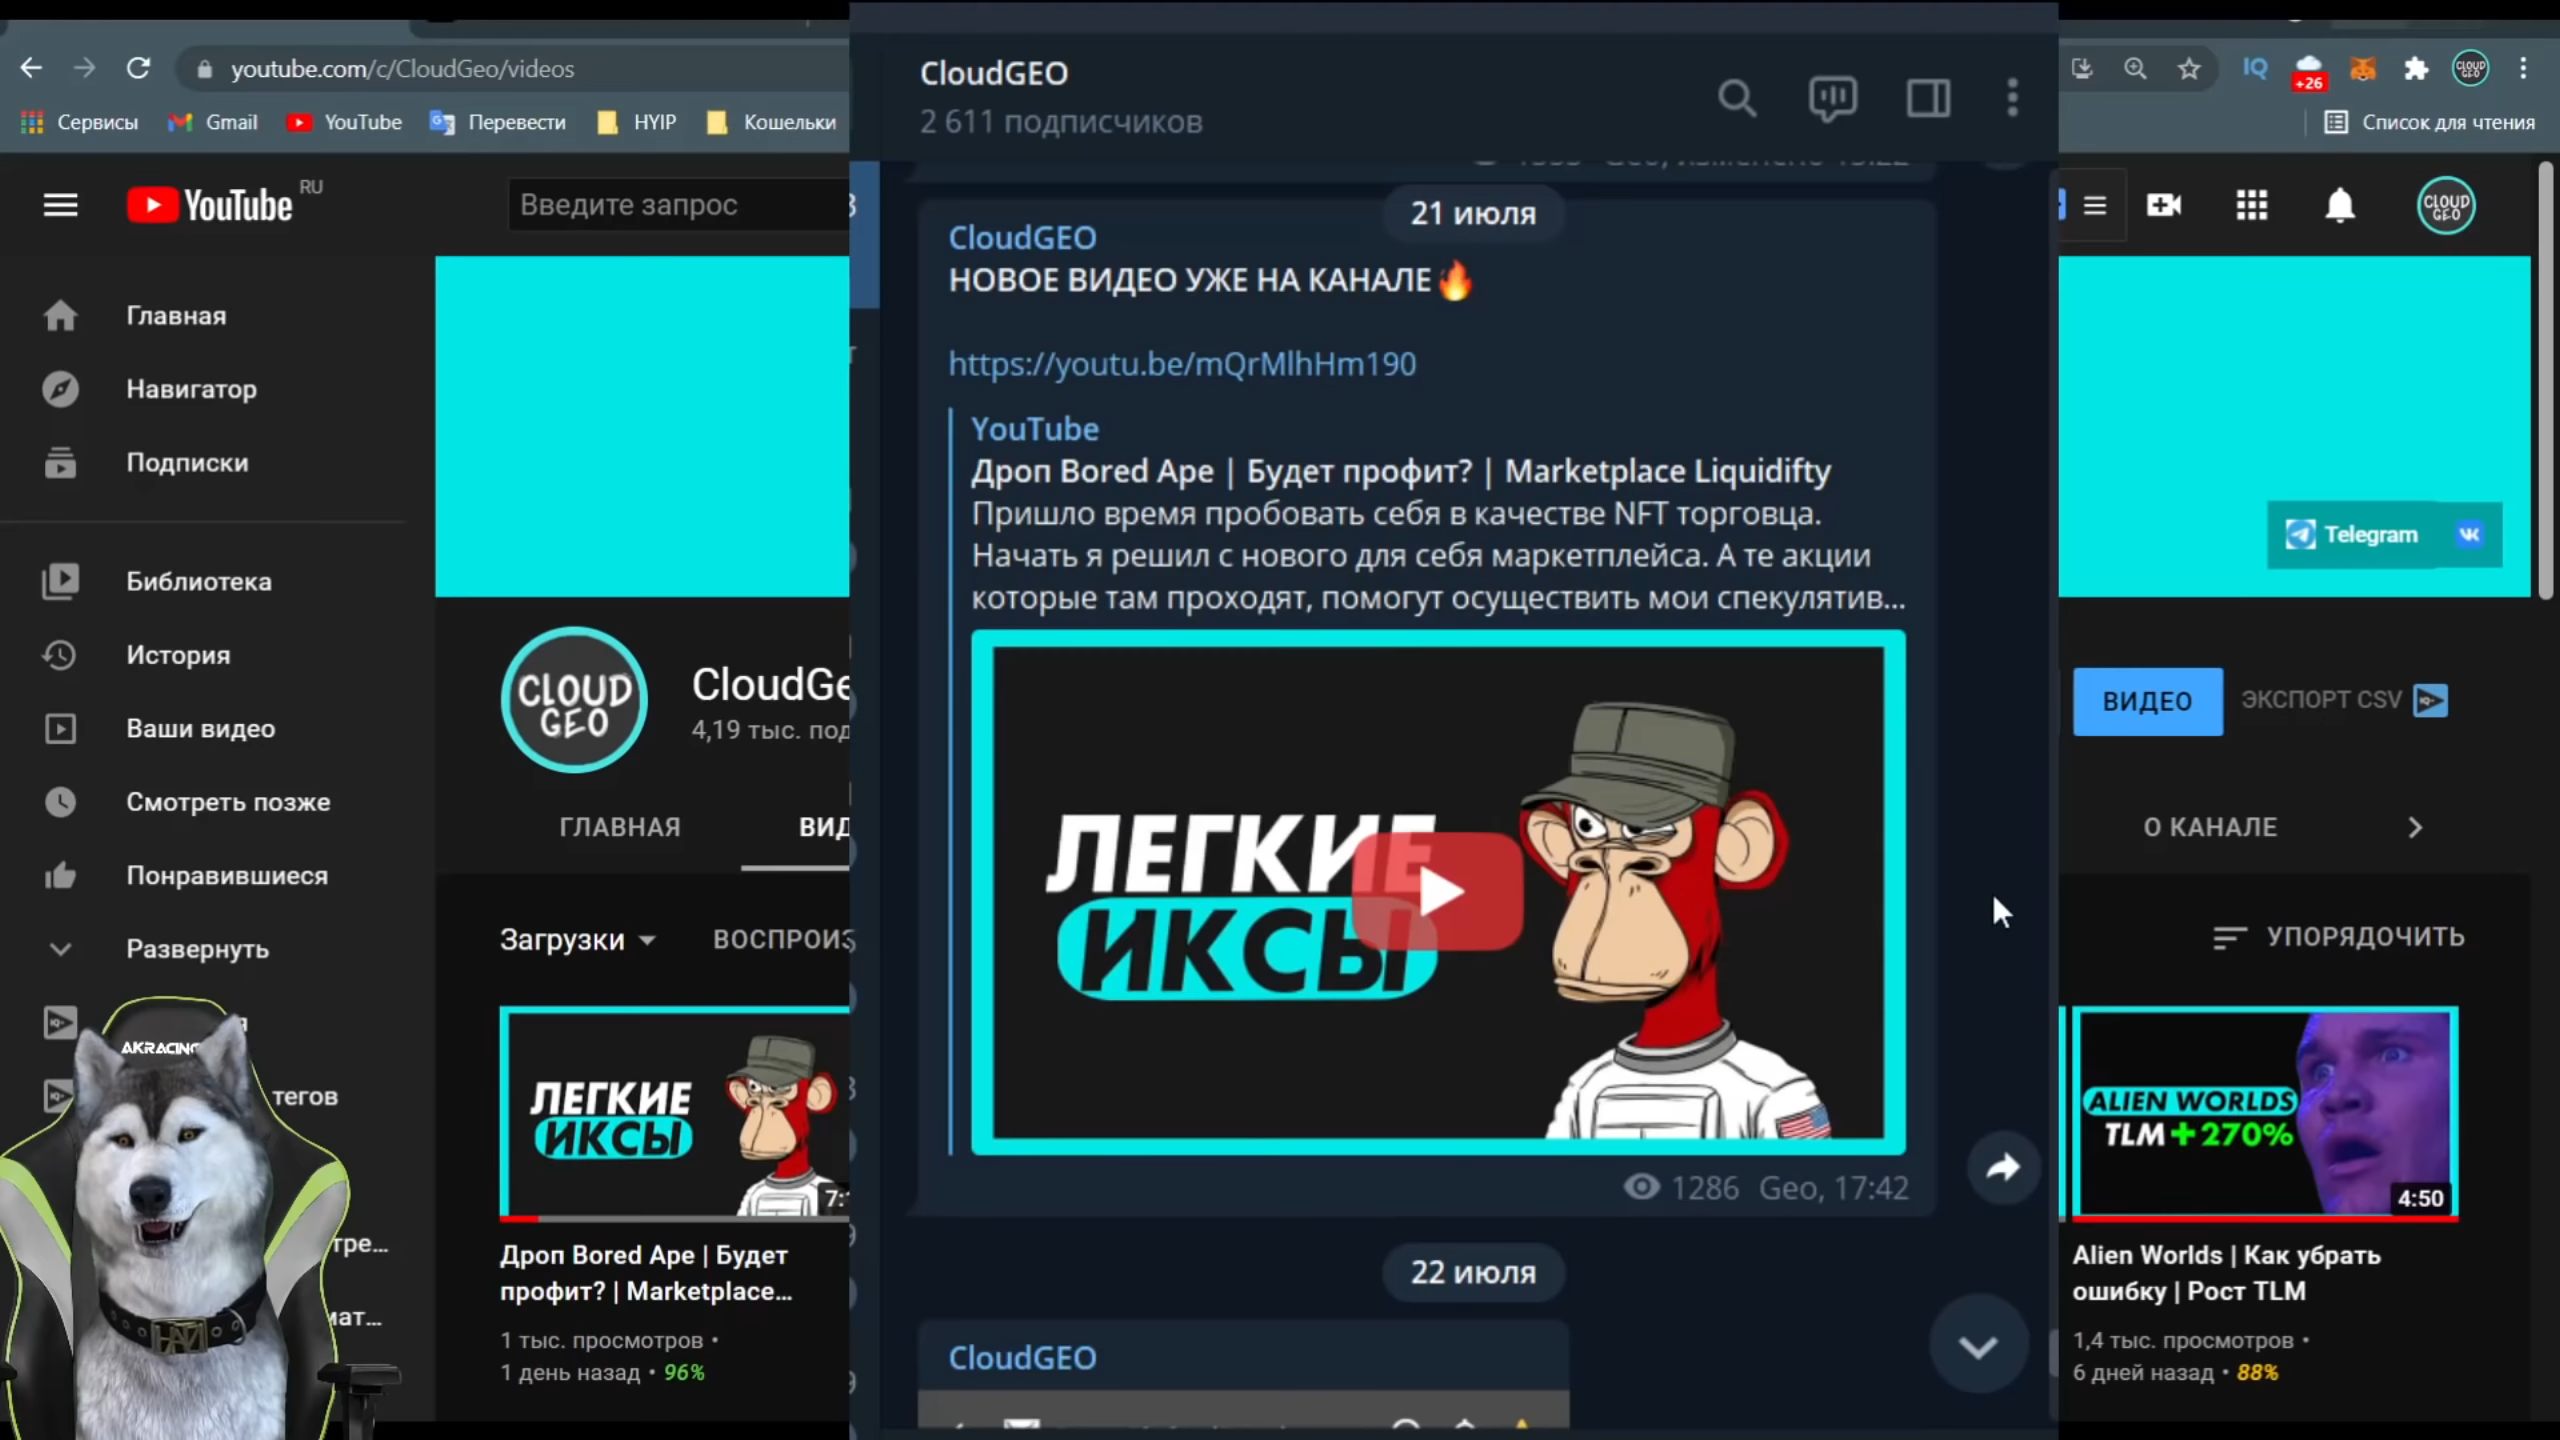 youtube.com/c/CloudGeo/videos
+26
CLOUD GEO
Сервисы
Gmail
YouTube
Перевести
HYIP
Кошельки
Список для чтения
YouTube RU
Введите запрос
CLOUD GEO
Главная
Навигатор
Подписки
Библиотека
История
Ваши видео
Смотреть позже
Понравившиеся
Развернуть
тегов
AKRACING
CLOUD
GEO
CloudGe
4,19 тыс. под
ГЛАВНАЯ
ВИД
Загрузки
ВОСПРОИЗ
ЛЕГКИЕ
ИКСЫ
7:
Дроп Bored Ape | Будет
профит? | Marketplace...
1 тыс. просмотров •
1 день назад • 96%
CloudGEO
2 611 подписчиков
21 июля
CloudGEO
НОВОЕ ВИДЕО УЖЕ НА КАНАЛЕ🔥
https://youtu.be/mQrMlhHm190
YouTube
Дроп Bored Ape | Будет профит? | Marketplace Liquidifty
Пришло время пробовать себя в качестве NFT торговца.
Начать я решил с нового для себя маркетплейса. А те акции
которые там проходят, помогут осуществить мои спекулятив...
ЛЕГКИЕ
ИКСЫ
1286 Geo, 17:42
22 июля
CloudGEO
Telegram
ВИДЕО
ЭКСПОРТ CSV
О КАНАЛЕ
УПОРЯДОЧИТЬ
ALIEN WORLDS
TLM + 270%
4:50
Alien Worlds | Как убрать
ошибку | Рост TLM
1,4 тыс. просмотров •
6 дней назад • 88%